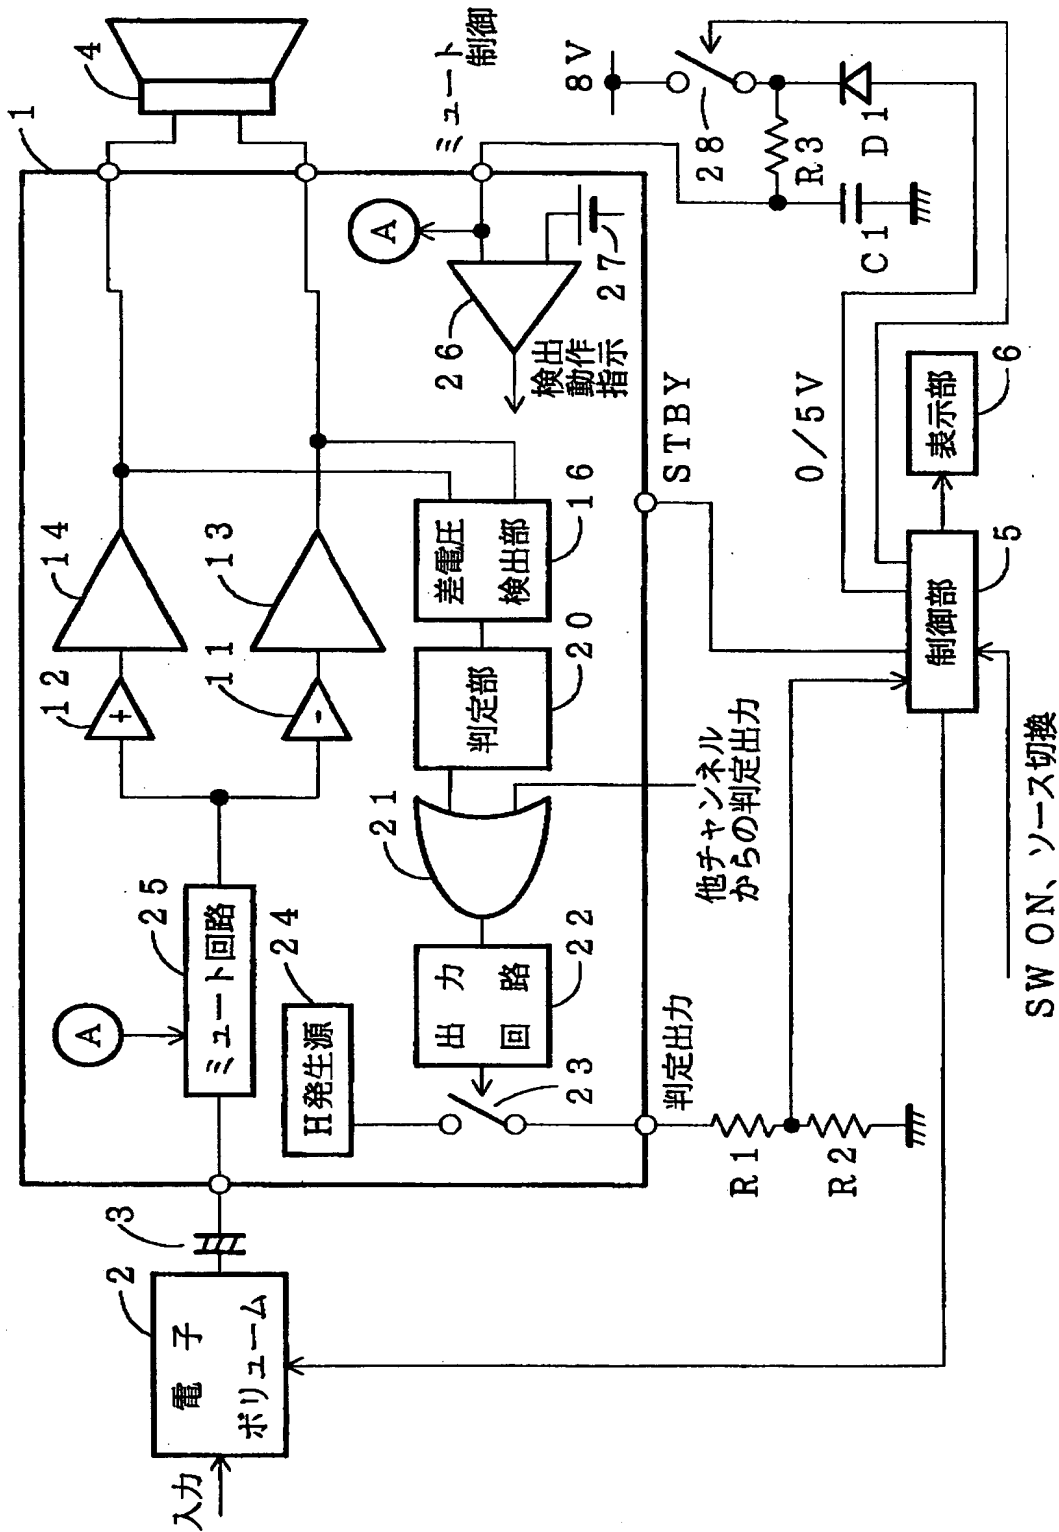 入力
電子
ボリューム
2
3
1
A
ミュート回路
25
12
+
14
11
-
13
4
H発生源
24
出力
回路
22
23
21
判定部
20
差電圧
検出部
16
A
26
27
検出
動作
指示
ミュート
制御
判定出力
他チャンネル
からの判定出力
STBY
R1
R2
8V
28
R3
C1
D1
0/5V
制御部
5
表示部
6
SW ON、ソース切換